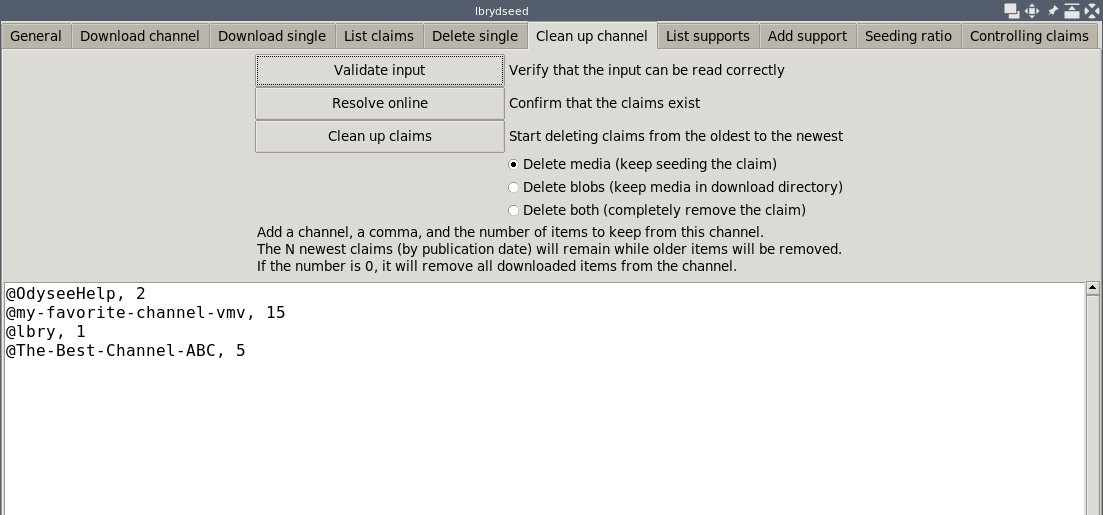 lbrydseed
General Download channel Download single List claims Delete single Clean up channel List supports Add support Seeding ratio Controlling claims
Validate input Verify that the input can be read correctly
Resolve online Confirm that the claims exist
Clean up claims Start deleting claims from the oldest to the newest
Delete media (keep seeding the claim)
Delete blobs (keep media in download directory)
Delete both (completely remove the claim)
Add a channel, a comma, and the number of items to keep from this channel.
The N newest claims (by publication date) will remain while older items will be removed.
If the number is 0, it will remove all downloaded items from the channel.
@OdyseeHelp, 2
@my-favorite-channel-vmv, 15
@lbry, 1
@The-Best-Channel-ABC, 5